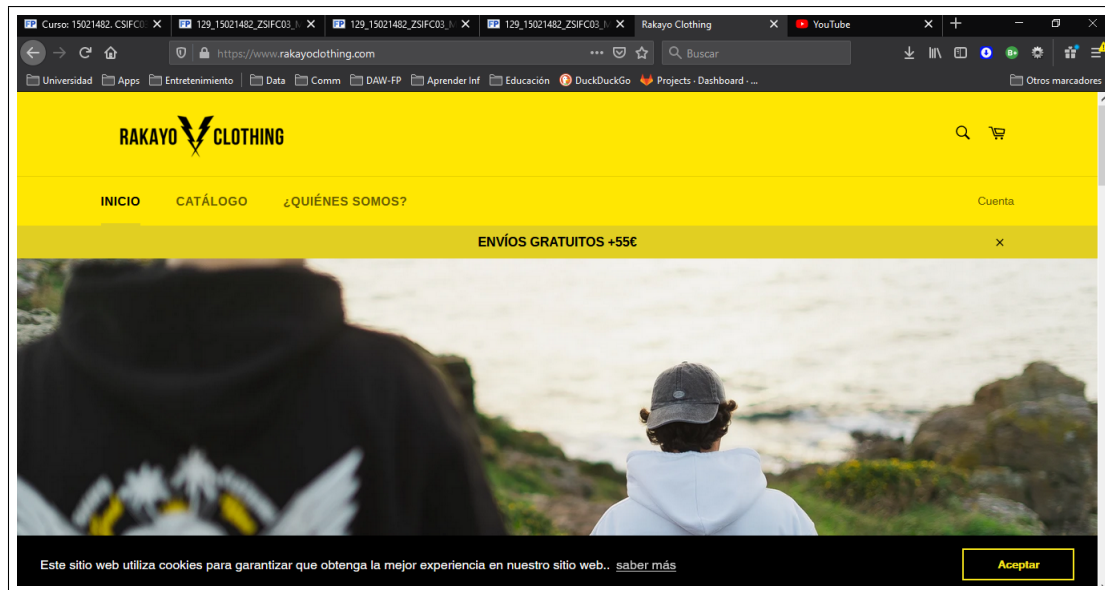 Curso: 15021482. CSIFC0
129_15021482_ZSIFC03_
129_15021482_ZSIFC03_
129_15021482_ZSIFC03_
Rakayo Clothing
YouTube
https://www.rakayoclothing.com
Buscar
Universidad Apps Entretenimiento Data Comm DAW-FP Aprender Inf Educación DuckDuckGo Projects · Dashboard · ... Otros marcadores
RAKAYO CLOTHING
INICIO CATÁLOGO ¿QUIÉNES SOMOS? Cuenta
ENVÍOS GRATUITOS +55€
Este sitio web utiliza cookies para garantizar que obtenga la mejor experiencia en nuestro sitio web.. saber más
Aceptar